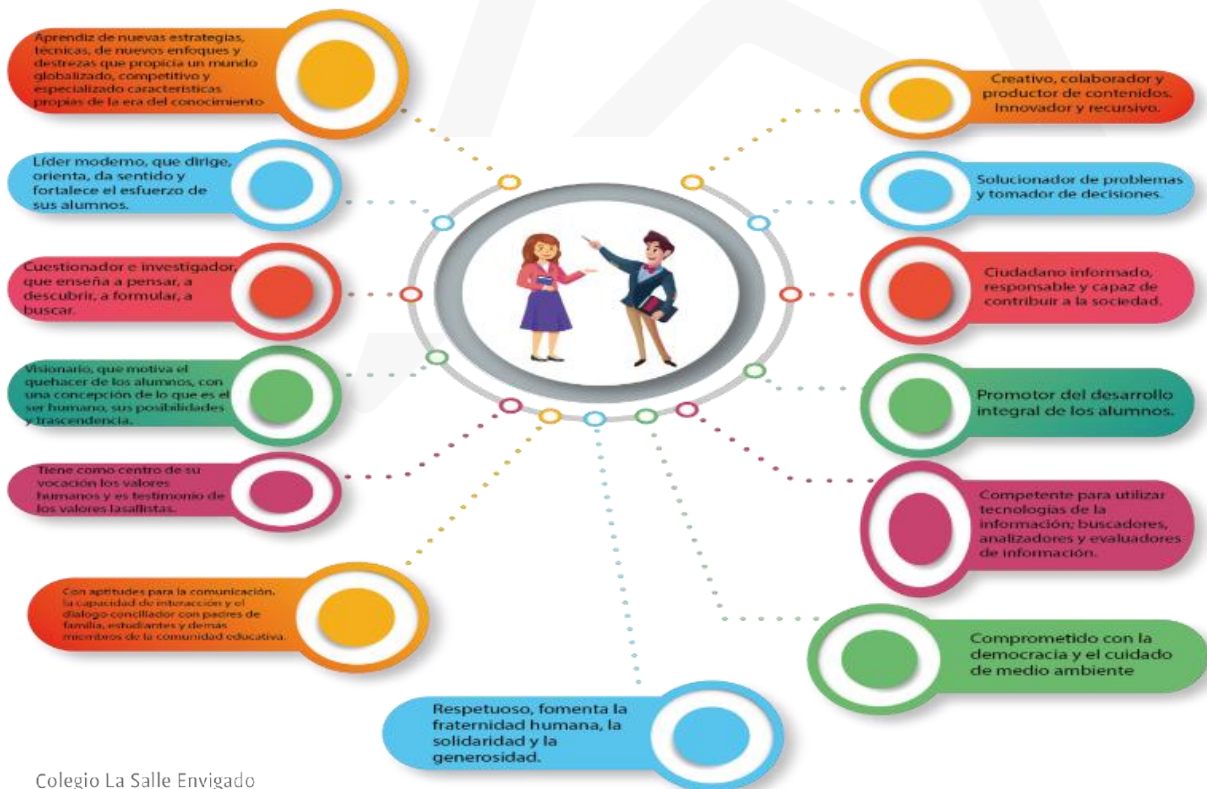 Aprendiz de nuevas estrategias,
técnicas, de nuevos enfoques y
destrezas que propicia un mundo
globalizado, competitivo y
especializado características
propias de la era del conocimiento
Líder moderno, que dirige,
orienta, da sentido y
fortalece el esfuerzo de
sus alumnos.
Cuestionador e investigador,
que enseña a pensar, a
descubrir, a formular, a
buscar.
Visionario, que motiva el
quehacer de los alumnos, con
una concepción de lo que es el
ser humano, sus posibilidades
y trascendencia.
Tiene como centro de su
vocación los valores
humanos y es testimonio de
los valores lasallistas.
Con aptitudes para la comunicación,
la capacidad de interacción y el
dialogo conciliador con padres de
familia, estudiantes y demás
miembros de la comunidad educativa.
Respetuoso, fomenta la
fraternidad humana, la
solidaridad y la
generosidad.
Creativo, colaborador y
productor de contenidos.
Innovador y recursivo.
Solucionador de problemas
y tomador de decisiones.
Ciudadano informado,
responsable y capaz de
contribuir a la sociedad.
Promotor del desarrollo
integral de los alumnos.
Competente para utilizar
tecnologías de la
información; buscadores,
analizadores y evaluadores
de información.
Comprometido con la
democracia y el cuidado
de medio ambiente
Colegio La Salle Envigado